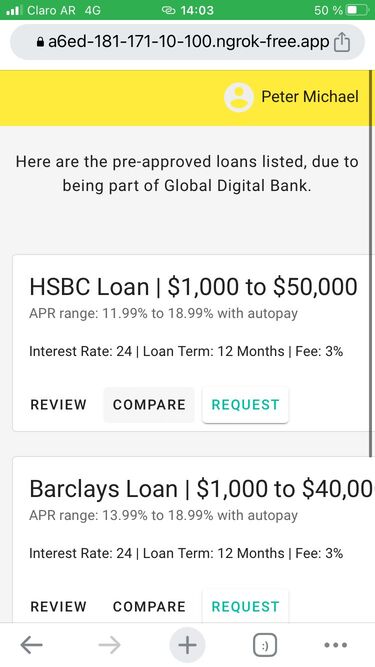 Claro AR 4G 14:03 50 %
a6ed-181-171-10-100.ngrok-free.app
Peter Michael
Here are the pre-approved loans listed, due to
being part of Global Digital Bank.
HSBC Loan | $1,000 to $50,000
APR range: 11.99% to 18.99% with autopay
Interest Rate: 24 | Loan Term: 12 Months | Fee: 3%
REVIEW COMPARE REQUEST
Barclays Loan | $1,000 to $40,00
APR range: 13.99% to 18.99% with autopay
Interest Rate: 24 | Loan Term: 12 Months | Fee: 3%
REVIEW COMPARE REQUEST
:)